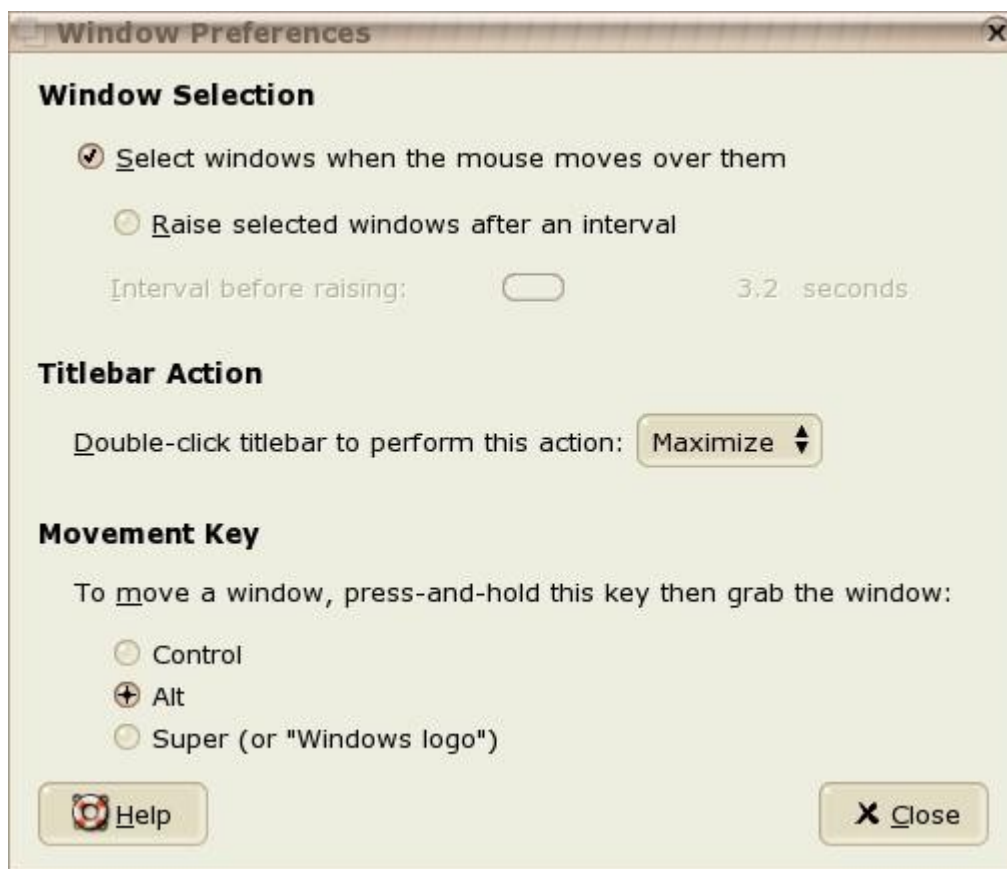 Window Preferences
Window Selection
Select windows when the mouse moves over them
Raise selected windows after an interval
Interval before raising: 3.2 seconds
Titlebar Action
Double-click titlebar to perform this action: Maximize
Movement Key
To move a window, press-and-hold this key then grab the window:
Control
Alt
Super (or "Windows logo")
Help Close